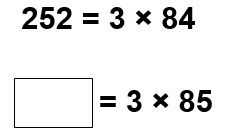 252 = 3 × 84
= 3 × 85